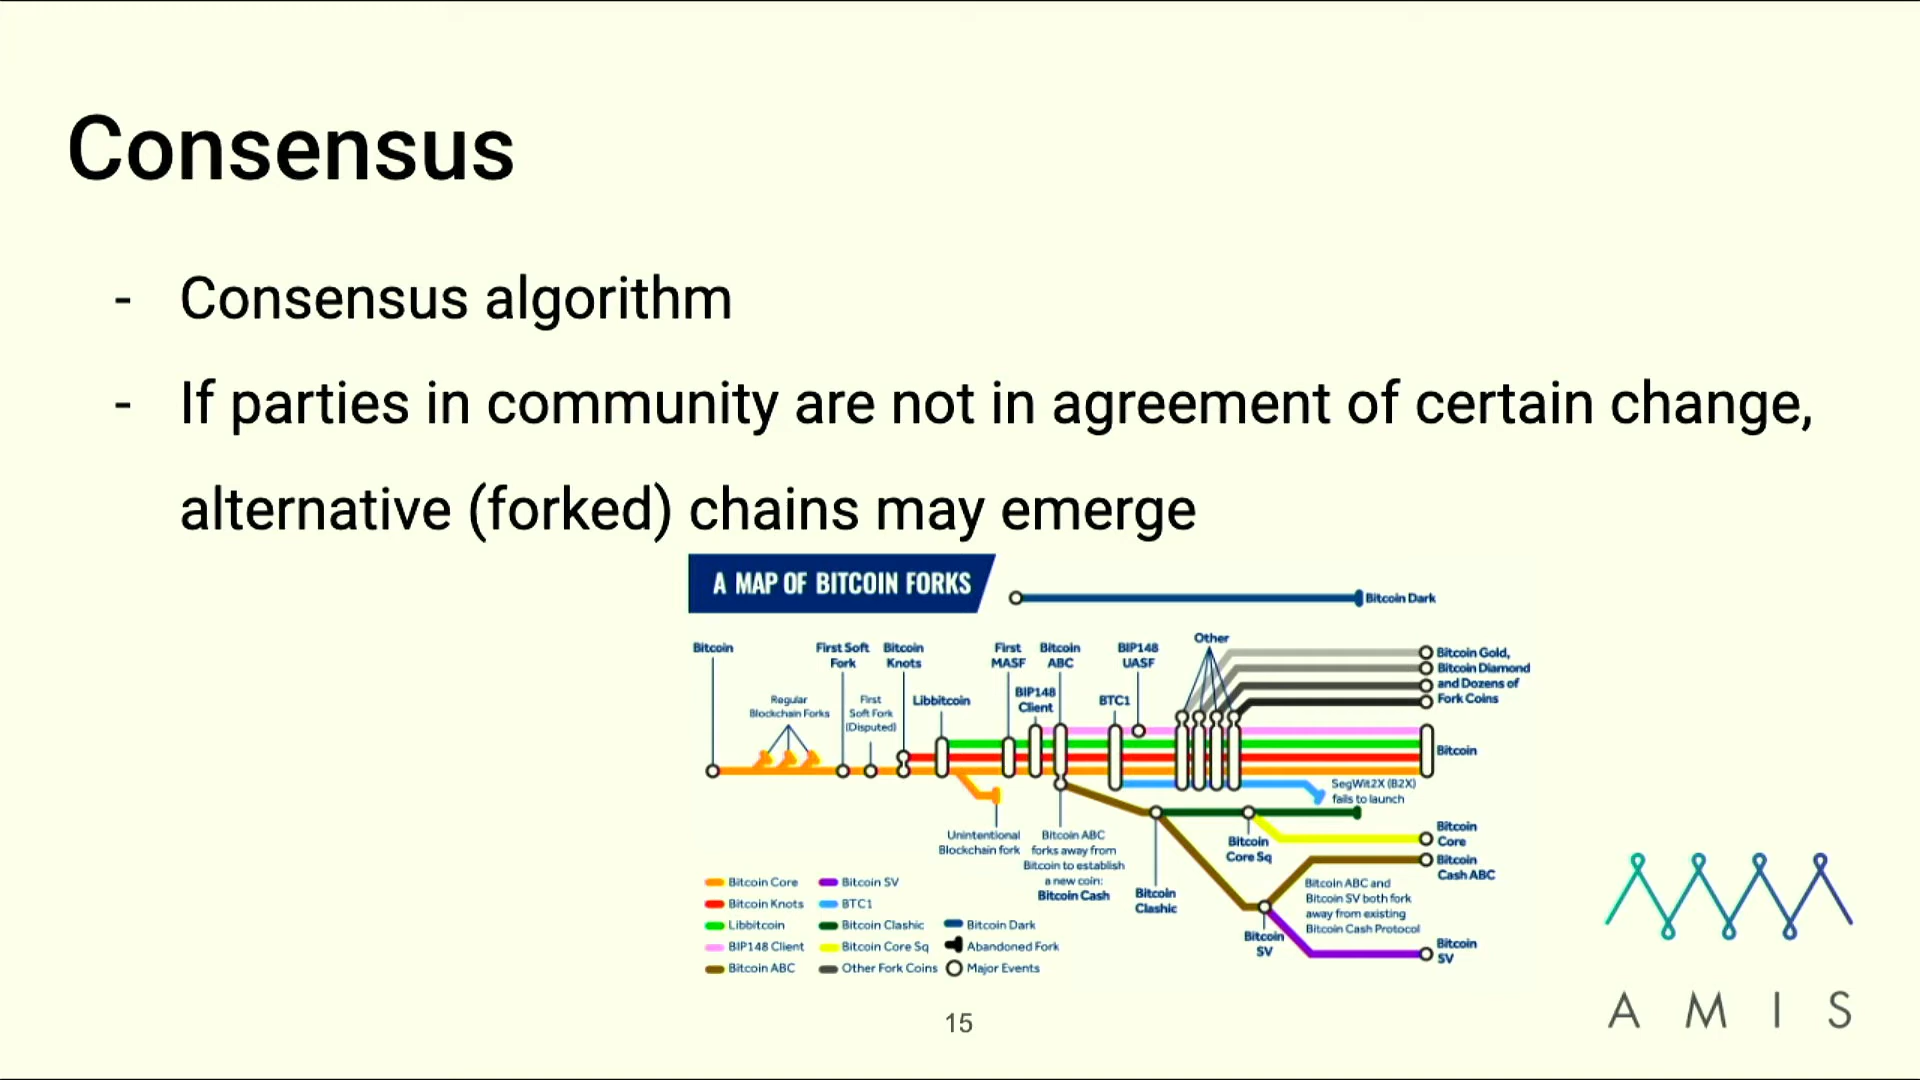 Consensus
- Consensus algorithm
- If parties in community are not in agreement of certain change,
alternative (forked) chains may emerge
A MAP OF BITCOIN FORKS
Bitcoin Dark
Bitcoin
First Soft
Fork
Bitcoin
Knots
First
MASF
Bitcoin
ABC
BIP148
UASF
Other
Bitcoin Gold,
Bitcoin Diamond
and Dozens of
Fork Coins
Regular
Blockchain Forks
First
Soft Fork
(Disputed)
Libbitcoin
BIP148
Client
BTC1
Bitcoin
SegWit2X (B2X)
fails to launch
Unintentional
Blockchain fork
Bitcoin ABC
forks away from
Bitcoin to establish
a new coin:
Bitcoin Cash
Bitcoin
Clashic
Bitcoin
Core Sq
Bitcoin
Core
Bitcoin
Cash ABC
Bitcoin ABC and
Bitcoin SV both fork
away from existing
Bitcoin Cash Protocol
Bitcoin
SV
Bitcoin
SV
Bitcoin Core
Bitcoin Knots
Libbitcoin
BIP148 Client
Bitcoin ABC
Bitcoin SV
BTC1
Bitcoin Clashic
Bitcoin Core Sq
Other Fork Coins
Bitcoin Dark
Abandoned Fork
Major Events
AMIS
15